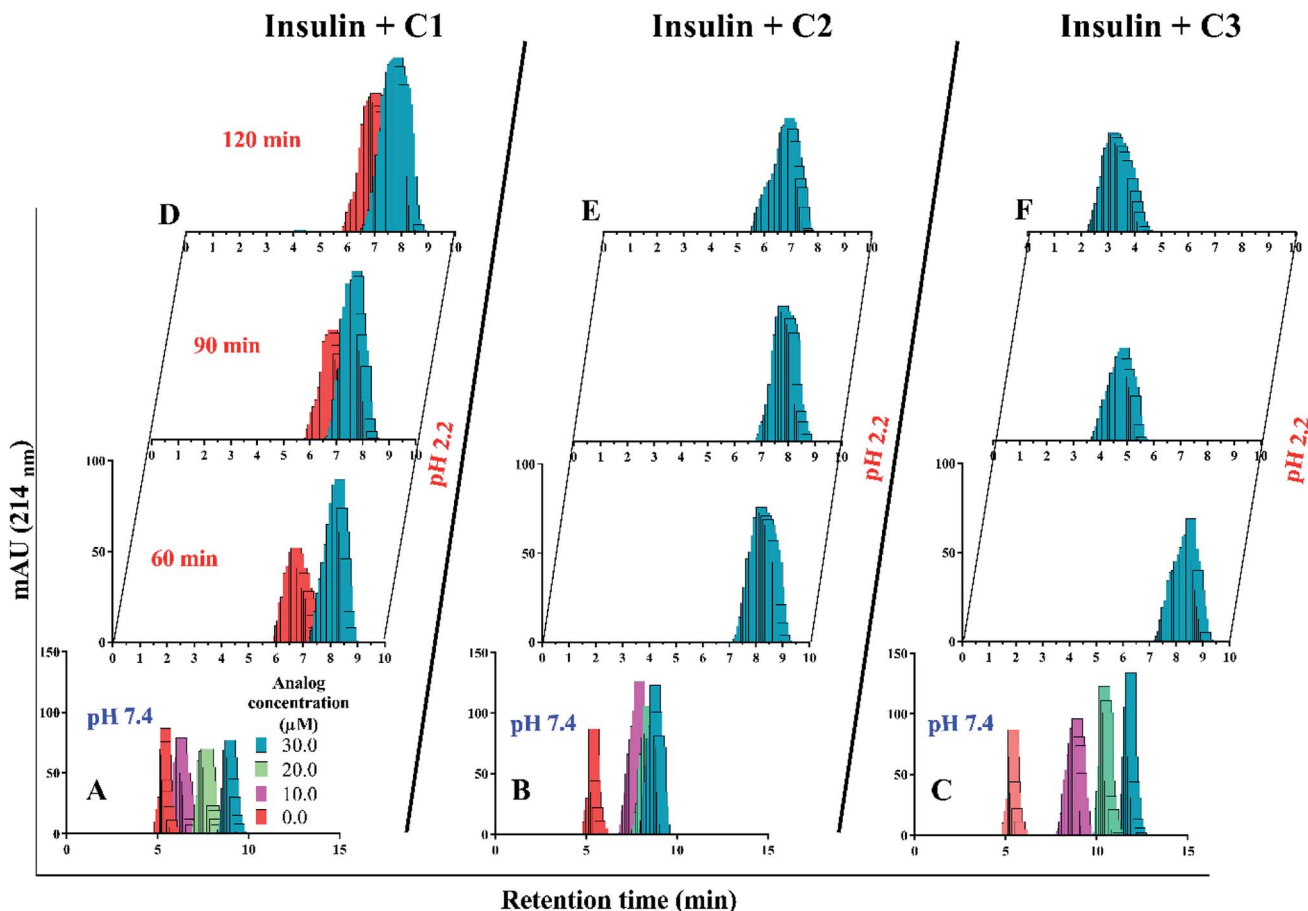 Insulin + C1
Insulin + C2
Insulin + C3
120 min
D
E
F
0 1 2 3 4 5 6 7 8 9 10
0 1 2 3 4 5 6 7 8 9 10
0 1 2 3 4 5 6 7 8 9 10
90 min
0 1 2 3 4 5 6 7 8 9 10
0 1 2 3 4 5 6 7 8 9 10
0 1 2 3 4 5 6 7 8 9 10
pH 2.2
pH 2.2
pH 2.2
mAU (214 nm)
100
50
0
60 min
0 1 2 3 4 5 6 7 8 9 10
100
50
0
0 1 2 3 4 5 6 7 8 9 10
100
50
0
0 1 2 3 4 5 6 7 8 9 10
150
100
50
0
pH 7.4
A
Analog
concentration
(µM)
30.0
20.0
10.0
0.0
0 5 10 15
150
100
50
0
pH 7.4
B
0 5 10 15
150
100
50
0
pH 7.4
C
0 5 10 15
Retention time (min)